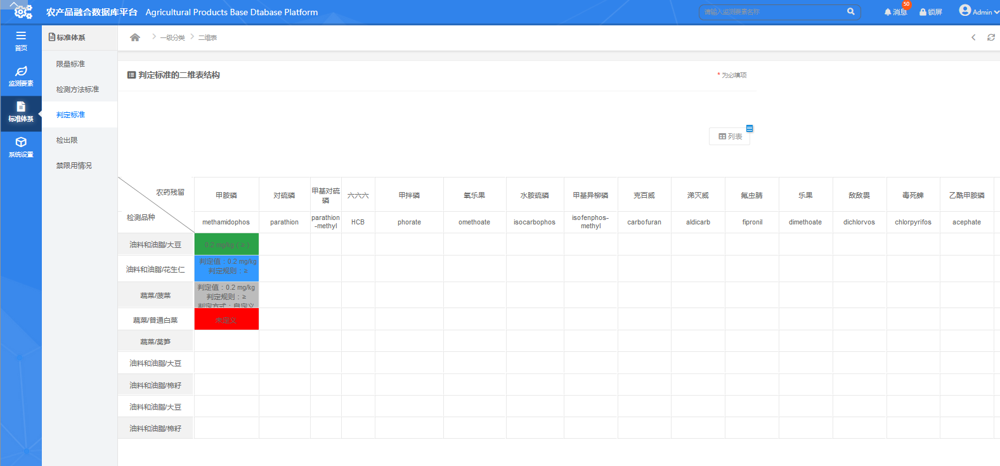 农产品融合数据库平台 Agricultural Products Base Dtabase Platform
请输入监测要素名称
消息
50
锁屏
Admin
首页
监测要素
标准体系
系统设置
标准体系
限量标准
检测方法标准
判定标准
检出限
禁限用情况
一级分类 二维表
判定标准的二维表结构
* 为必填项
列表
农药残留
检测品种
甲胺磷 对硫磷 甲基对硫磷 六六六 甲拌磷 氧乐果 水胺硫磷 甲基异柳磷 克百威 涕灭威 氟虫腈 乐果 敌敌畏 毒死蜱 乙酰甲胺磷
methamidophos parathion parathion-methyl HCB phorate omethoate isocarbophos isofenphos-methyl carbofuran aldicarb fipronil dimethoate dichlorvos chlorpyrifos acephate
油料和油脂/大豆 0.2 mg/kg ( ≥ )
油料和油脂/花生仁 判定值：0.2 mg/kg
判定规则：≥
蔬菜/菠菜 判定值：0.2 mg/kg
判定规则：≥
判定方式：自定义
蔬菜/普通白菜 未定义
蔬菜/莴笋
油料和油脂/大豆
油料和油脂/棉籽
油料和油脂/大豆
油料和油脂/棉籽